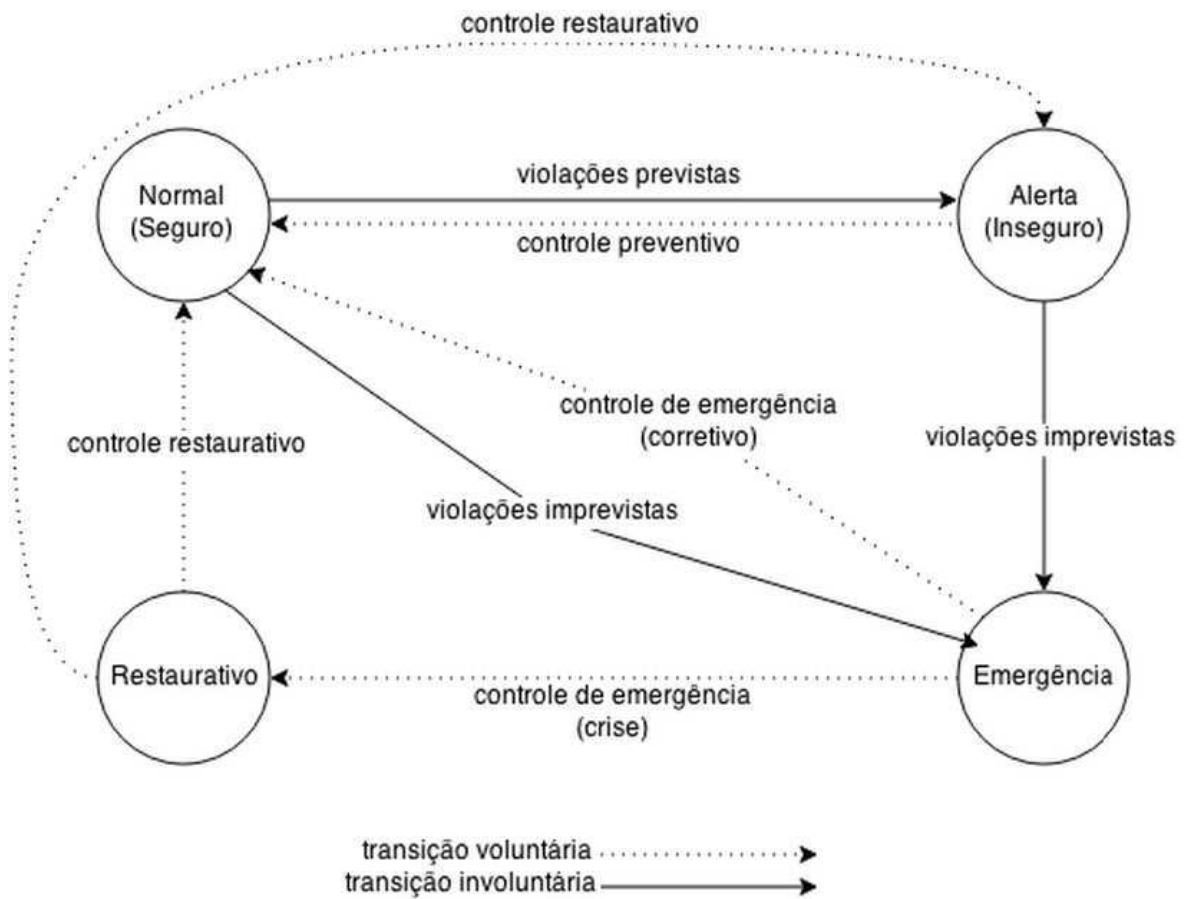 controle restaurativo
violações previstas
Normal
(Seguro)
Alerta
(Inseguro)
controle preventivo
controle de emergência
(corretivo)
controle restaurativo
violações imprevistas
violações imprevistas
Restaurativo
Emergência
controle de emergência
(crise)
transição voluntária
transição involuntária